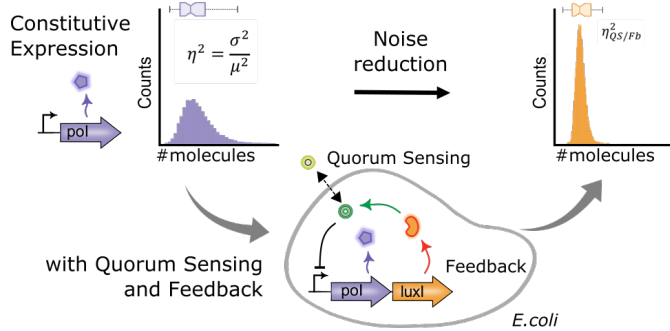 Constitutive
Expression
pol
Counts
η² = σ²/μ²
#molecules
Noise
reduction
Counts
η²QS/Fb
#molecules
Quorum Sensing
with Quorum Sensing
and Feedback
Feedback
pol
luxI
E.coli